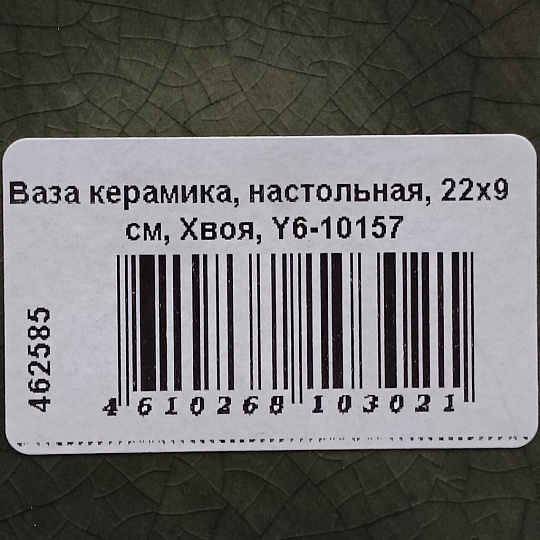 Ваза керамика, настольная, 22х9
см, Хвоя, Y6-10157
462585
4 610268 103021